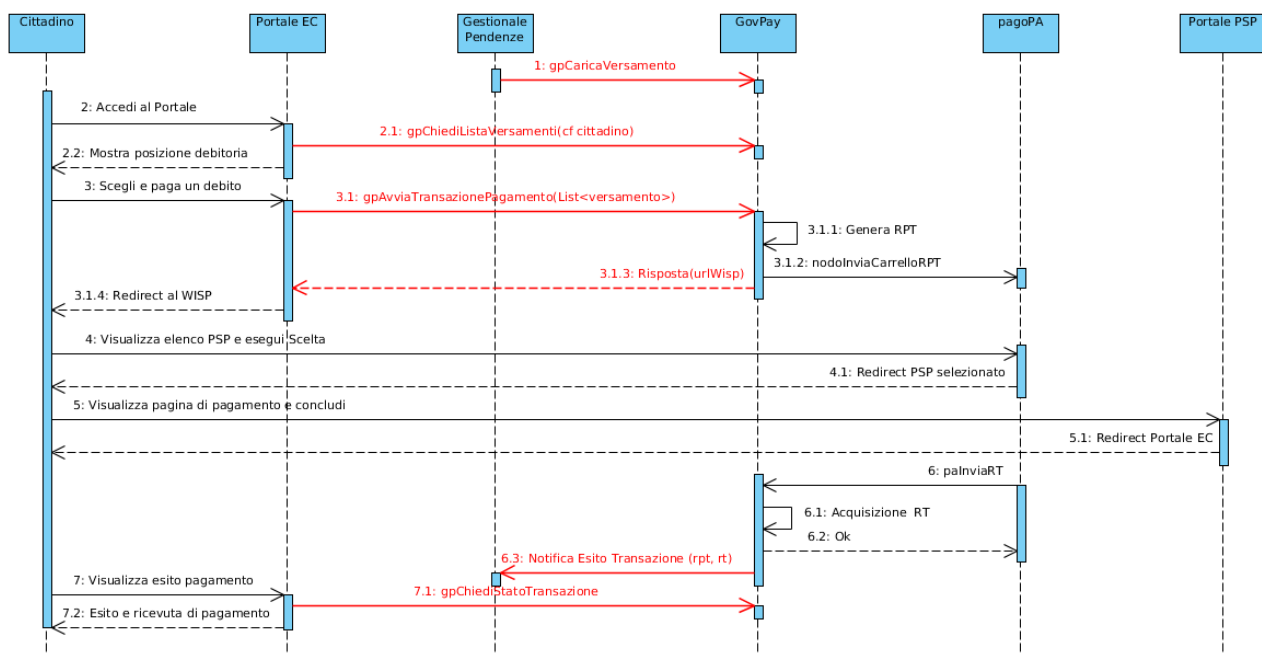 Cittadino
Portale EC
Gestionale
Pendenze
GovPay
pagoPA
Portale PSP
1: gpCaricaVersamento
2: Accedi al Portale
2.1: gpChiediListaVersamenti(cf cittadino)
2.2: Mostra posizione debitoria
3: Scegli e paga un debito
3.1: gpAvviaTransazionePagamento(List<versamento>)
3.1.1: Genera RPT
3.1.2: nodoInviaCarrelloRPT
3.1.3: Risposta(urlWisp)
3.1.4: Redirect al WISP
4: Visualizza elenco PSP e esegui Scelta
4.1: Redirect PSP selezionato
5: Visualizza pagina di pagamento e concludi
5.1: Redirect Portale EC
6: paInviaRT
6.1: Acquisizione RT
6.2: Ok
6.3: Notifica Esito Transazione (rpt, rt)
7: Visualizza esito pagamento
7.1: gpChiediStatoTransazione
7.2: Esito e ricevuta di pagamento